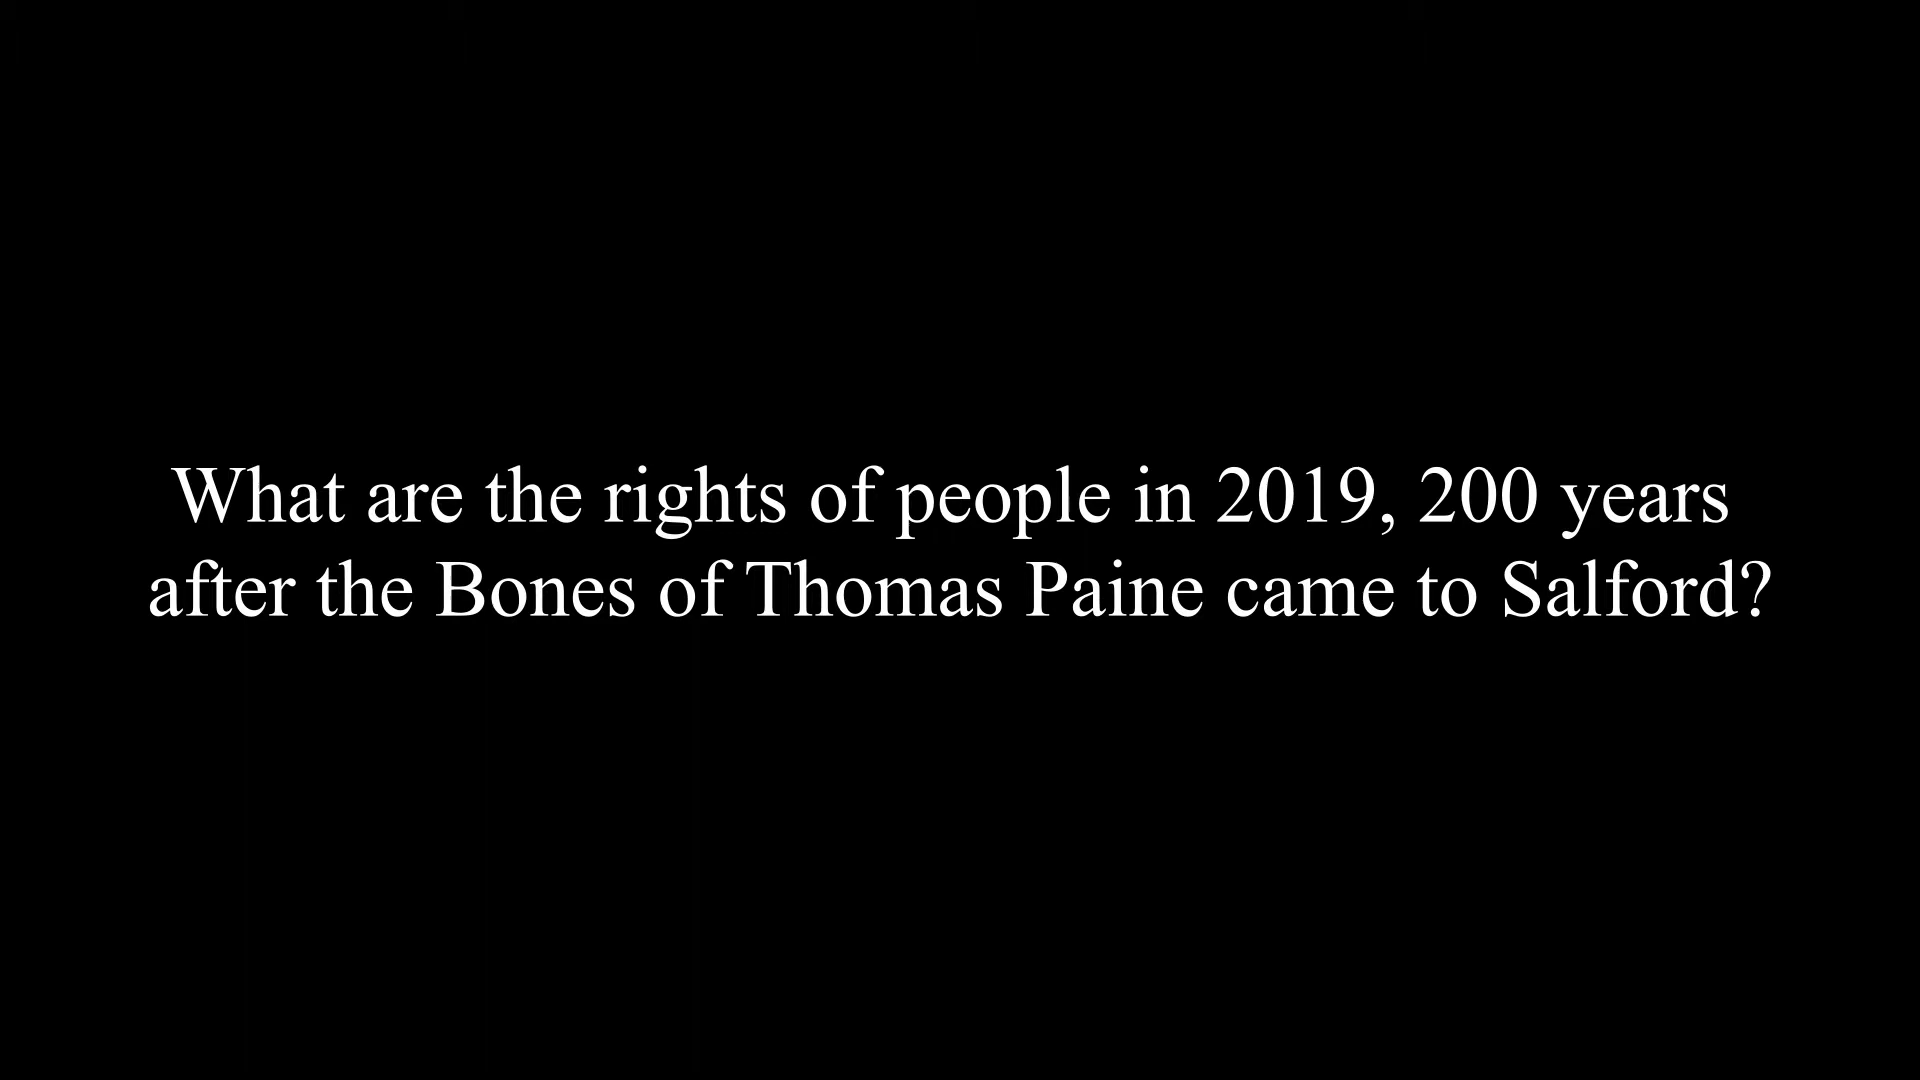 What are the rights of people in 2019, 200 years
after the Bones of Thomas Paine came to Salford?